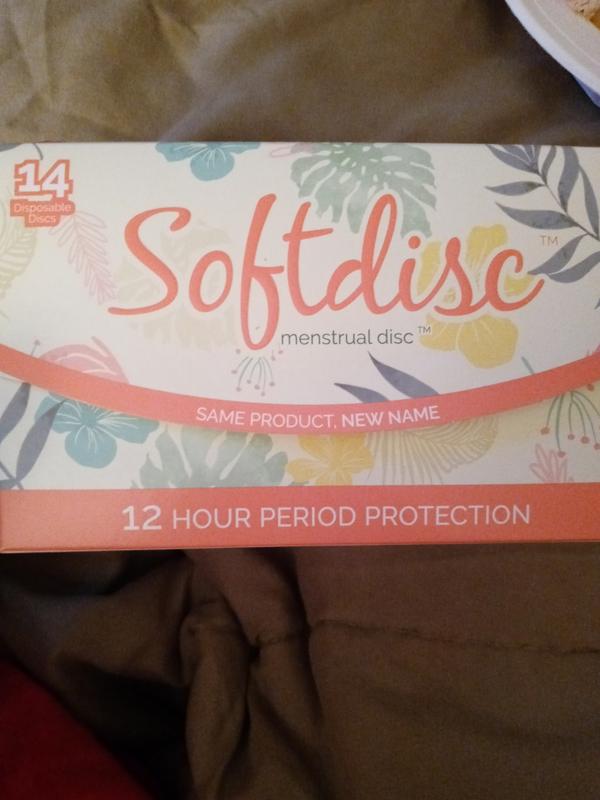 14
Disposable
Discs
Softdisc™
menstrual disc™
SAME PRODUCT, NEW NAME
12 HOUR PERIOD PROTECTION